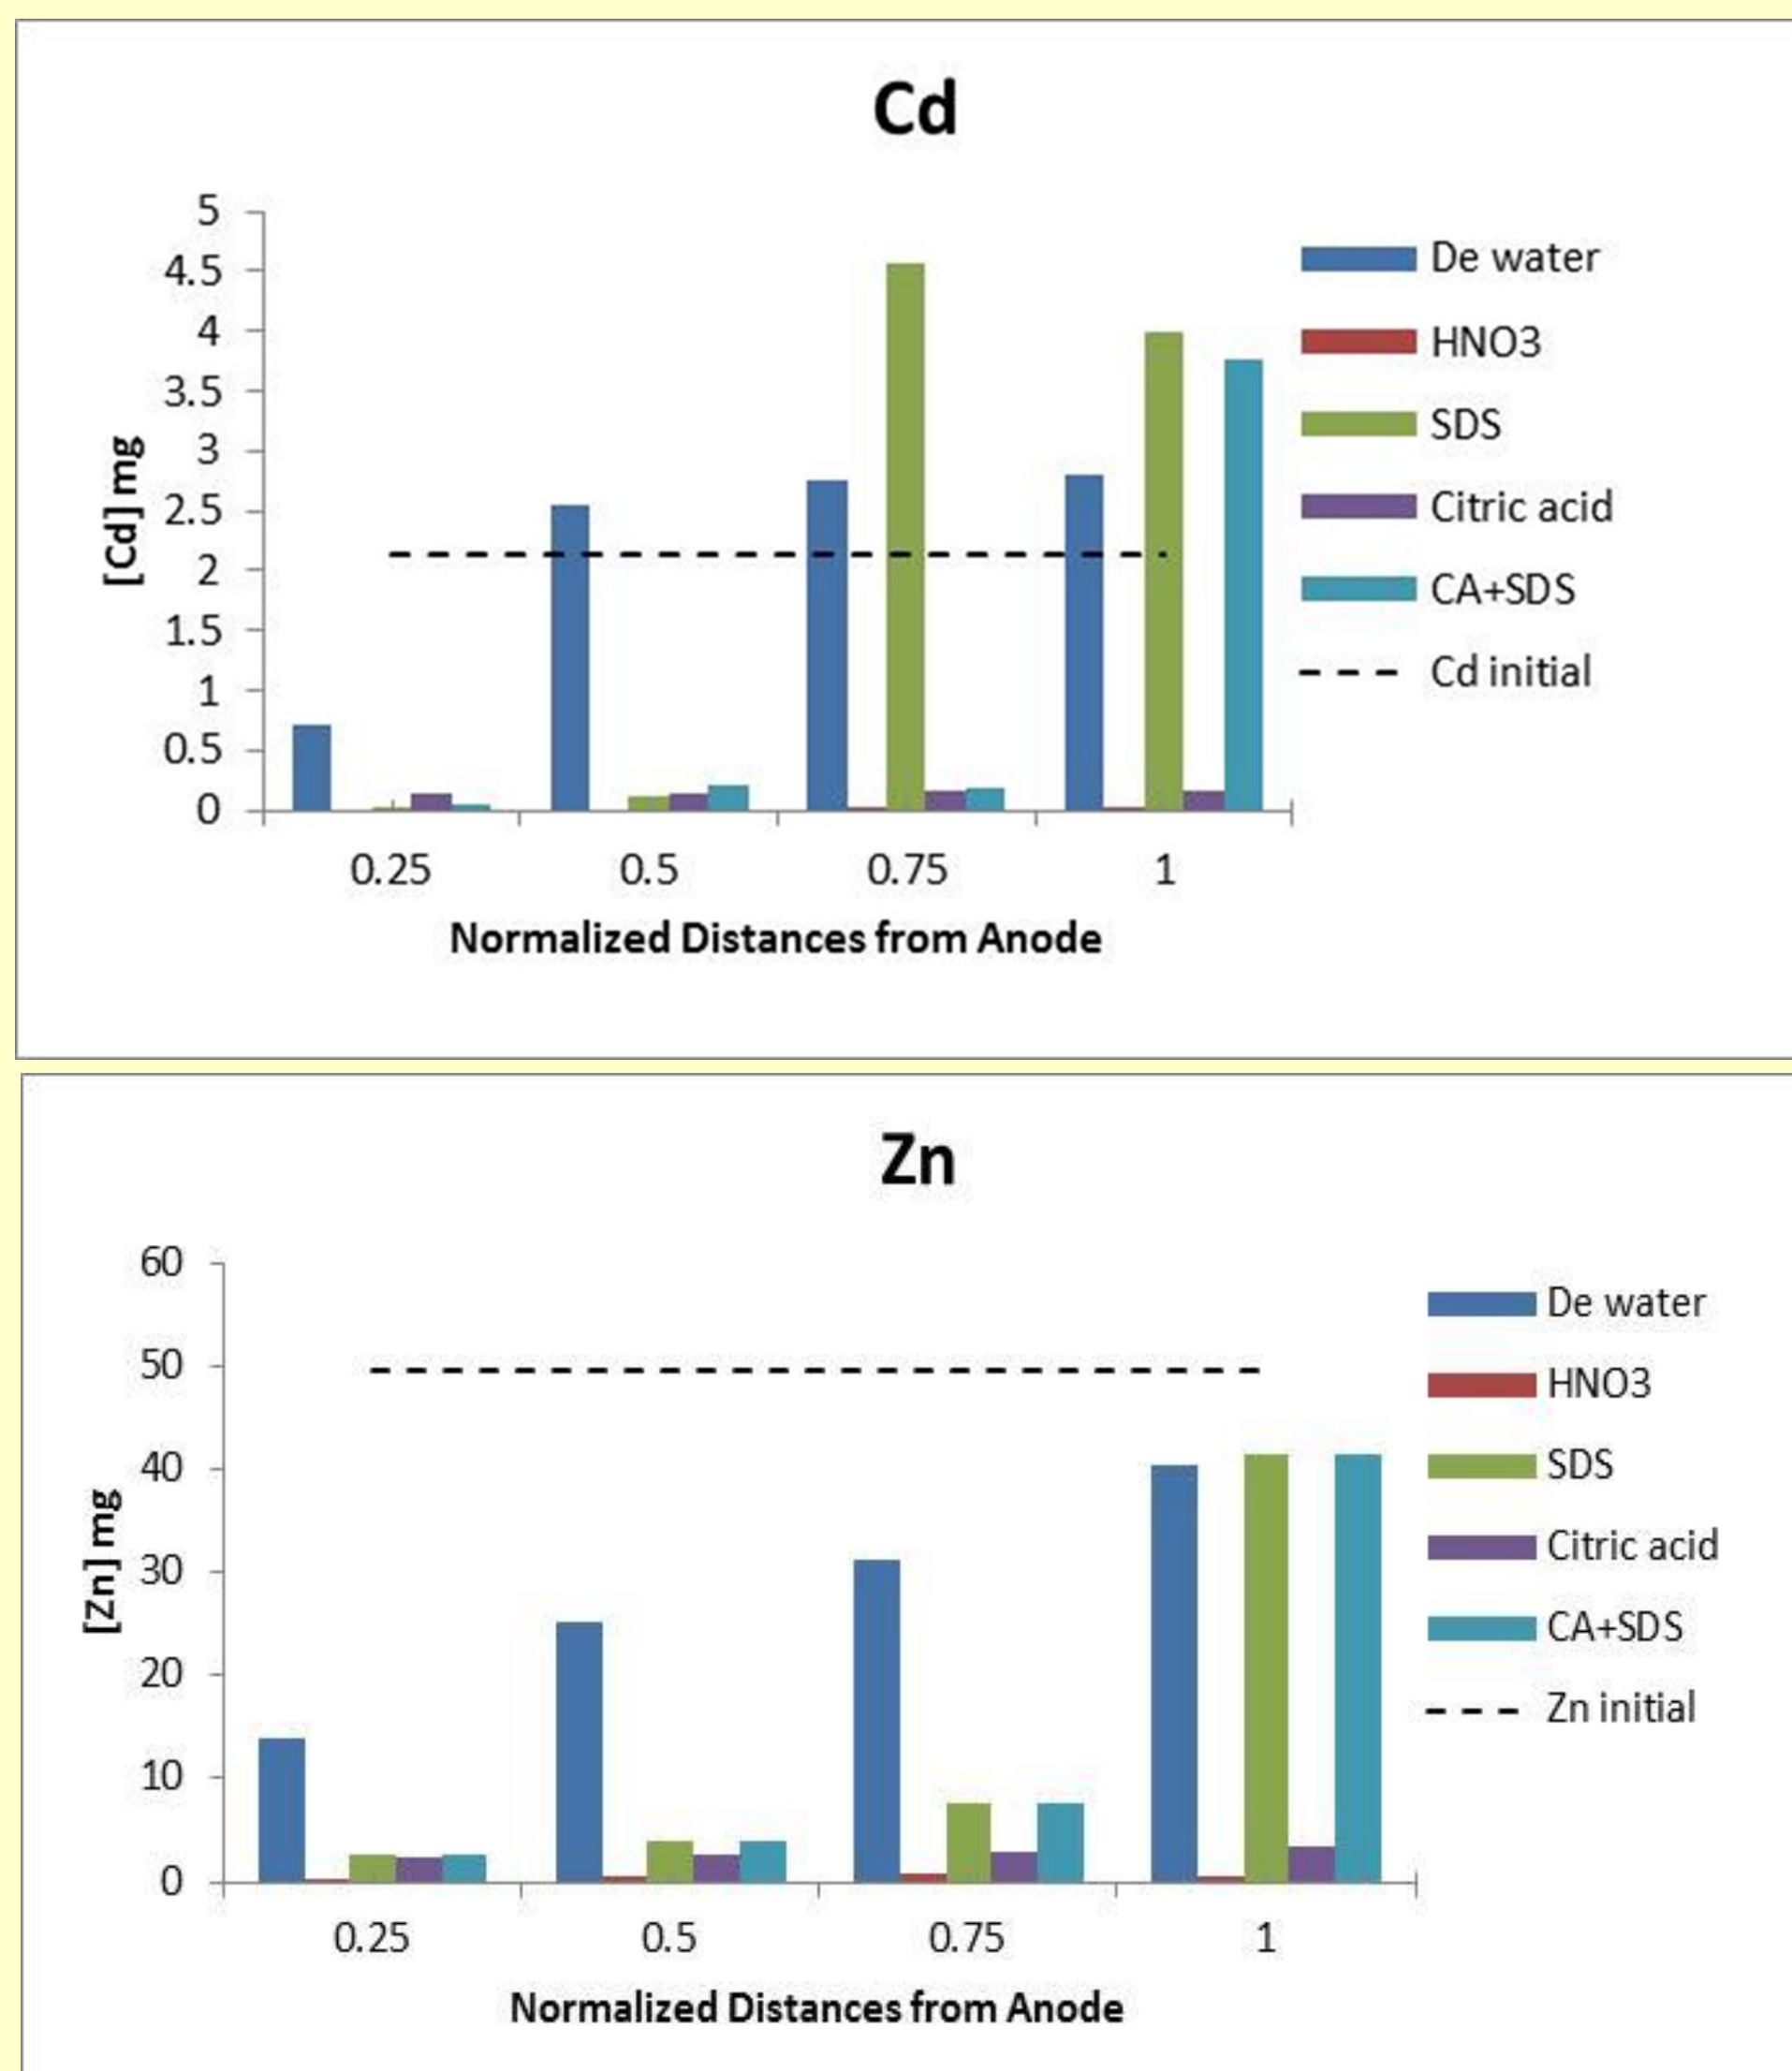 Cd
5
4.5
4
3.5
3
2.5
2
1.5
1
0.5
0
[Cd] mg
0.25 0.5 0.75 1
Normalized Distances from Anode
De water
HNO3
SDS
Citric acid
CA+SDS
Cd initial
Zn
60
50
40
30
20
10
0
[Zn] mg
0.25 0.5 0.75 1
Normalized Distances from Anode
De water
HNO3
SDS
Citric acid
CA+SDS
Zn initial